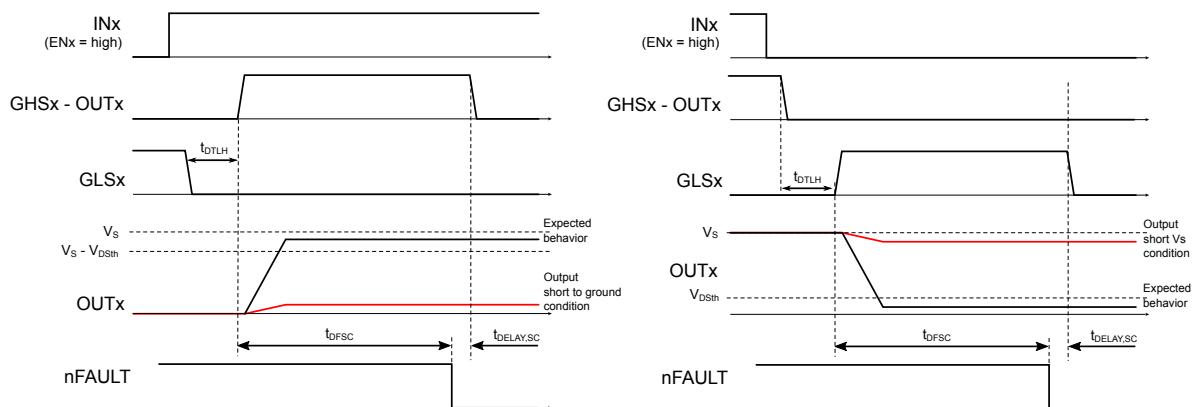 INx
(ENx = high)
GHSx - OUTx
tDTLH
GLSx
VS
Expected
behavior
VS - VDSth
Output
short to ground
condition
OUTx
tDFSC
tDELAY,SC
nFAULT
INx
(ENx = high)
GHSx - OUTx
GLSx
tDTLH
VS
Output
short Vs
condition
OUTx
VDSth
Expected
behavior
tDFSC
tDELAY,SC
nFAULT